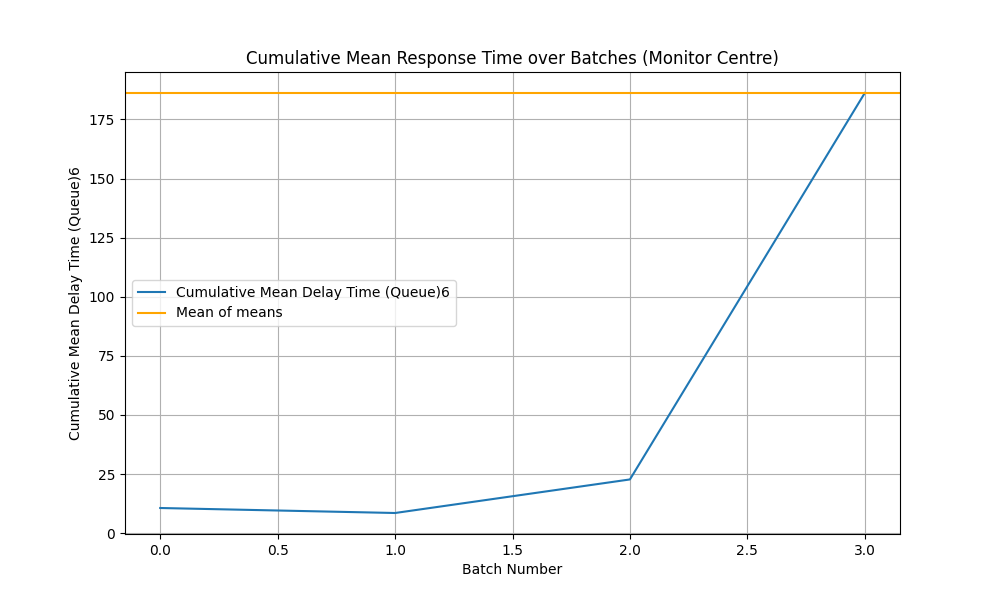 Cumulative Mean Response Time over Batches (Monitor Centre)
Cumulative Mean Delay Time (Queue)6
175
150
125
100
75
50
25
0
Cumulative Mean Delay Time (Queue)6
Mean of means
0.0 0.5 1.0 1.5 2.0 2.5 3.0
Batch Number